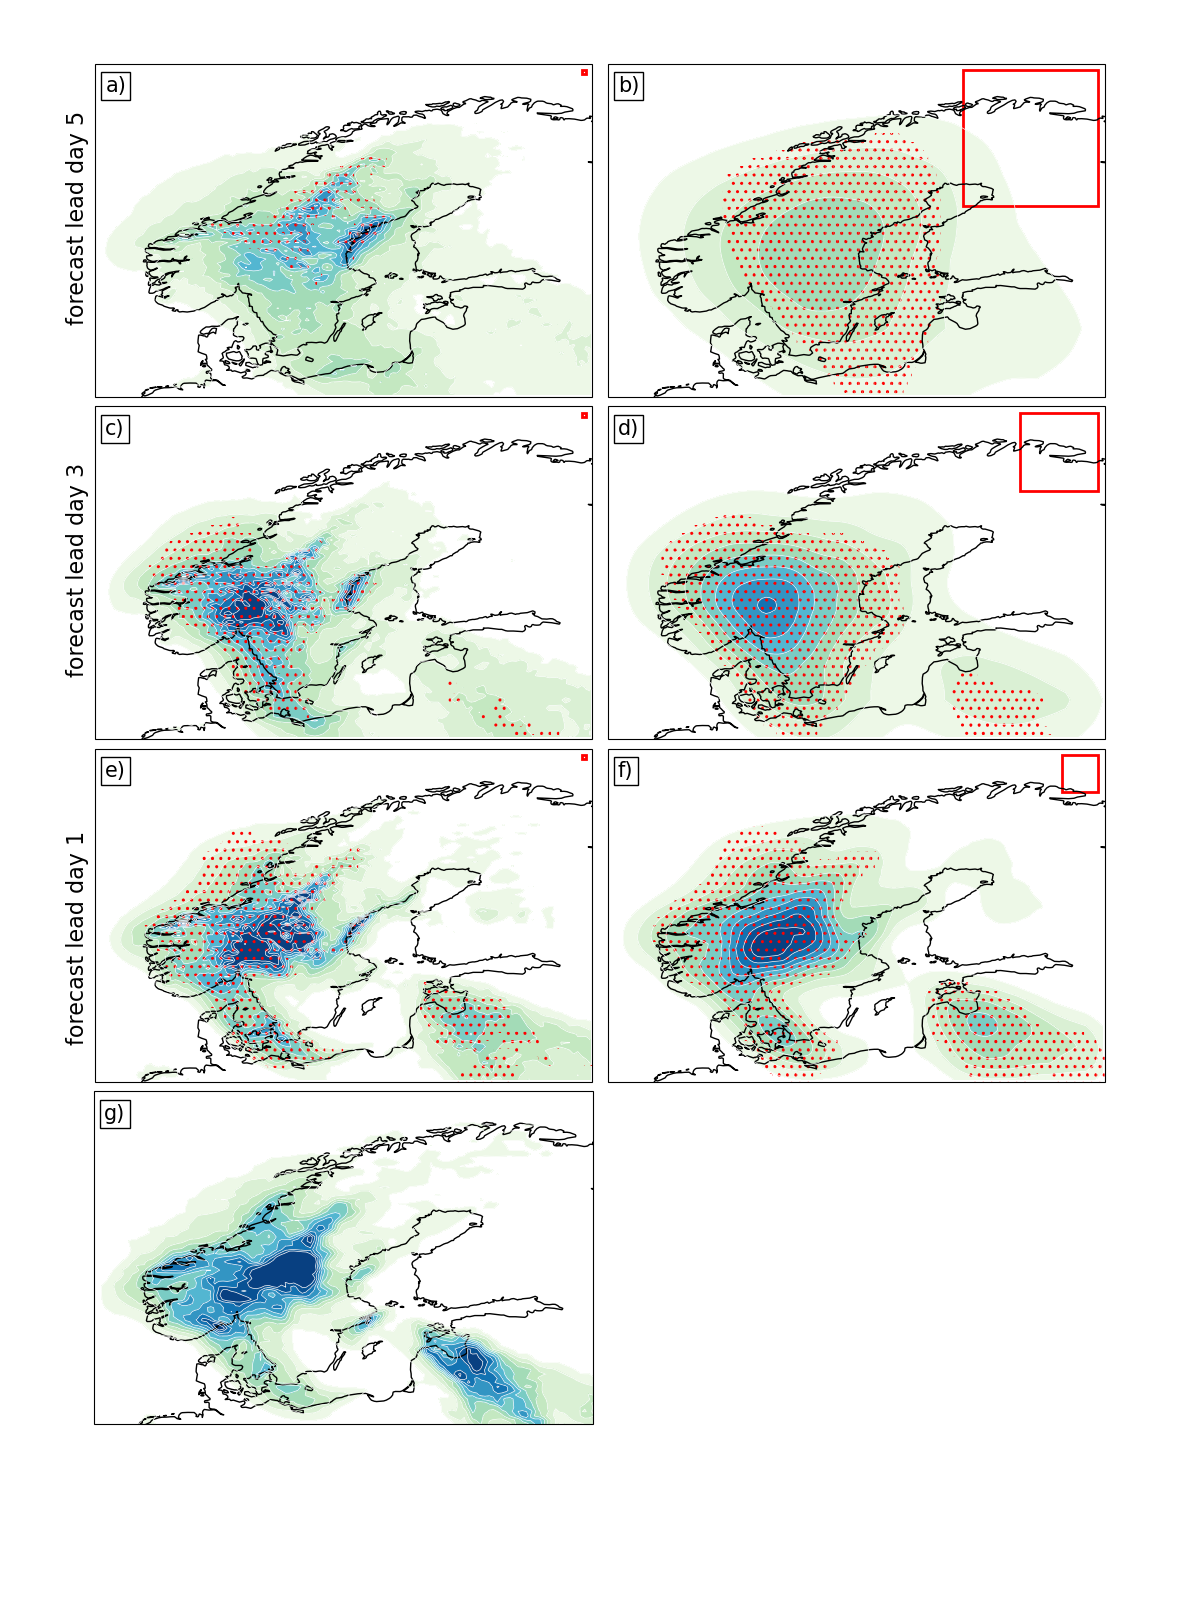 a)
b)
forecast lead day 5
c)
d)
forecast lead day 3
e)
f)
forecast lead day 1
g)